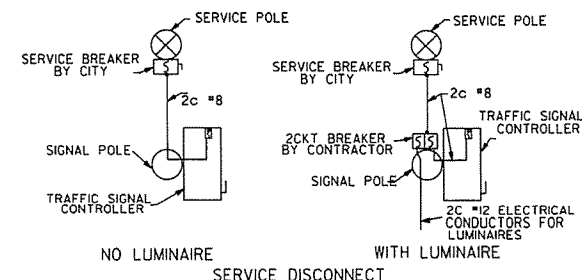 SERVICE POLE
SERVICE BREAKER
BY CITY
2c #8
SIGNAL POLE
TRAFFIC SIGNAL
CONTROLLER
NO LUMINAIRE
SERVICE POLE
SERVICE BREAKER
BY CITY
2c #8
TRAFFIC SIGNAL
CONTROLLER
2CKT BREAKER
BY CONTRACTOR
SIGNAL POLE
2C #12 ELECTRICAL
CONDUCTORS FOR
LUMINAIRES
WITH LUMINAIRE
SERVICE DISCONNECT